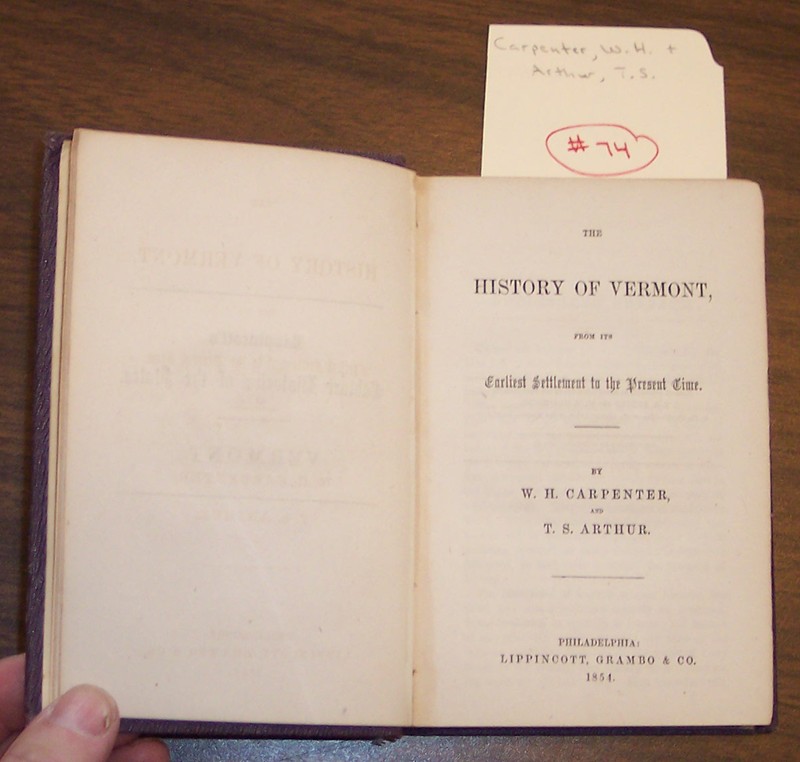 Carpenter, W.H. +
Arthur, T.S.
# 74
THE
HISTORY OF VERMONT,
FROM ITS
Earliest Settlement to the Present Time.
BY
W. H. CARPENTER,
AND
T. S. ARTHUR.
PHILADELPHIA:
LIPPINCOTT, GRAMBO & CO.
1854.